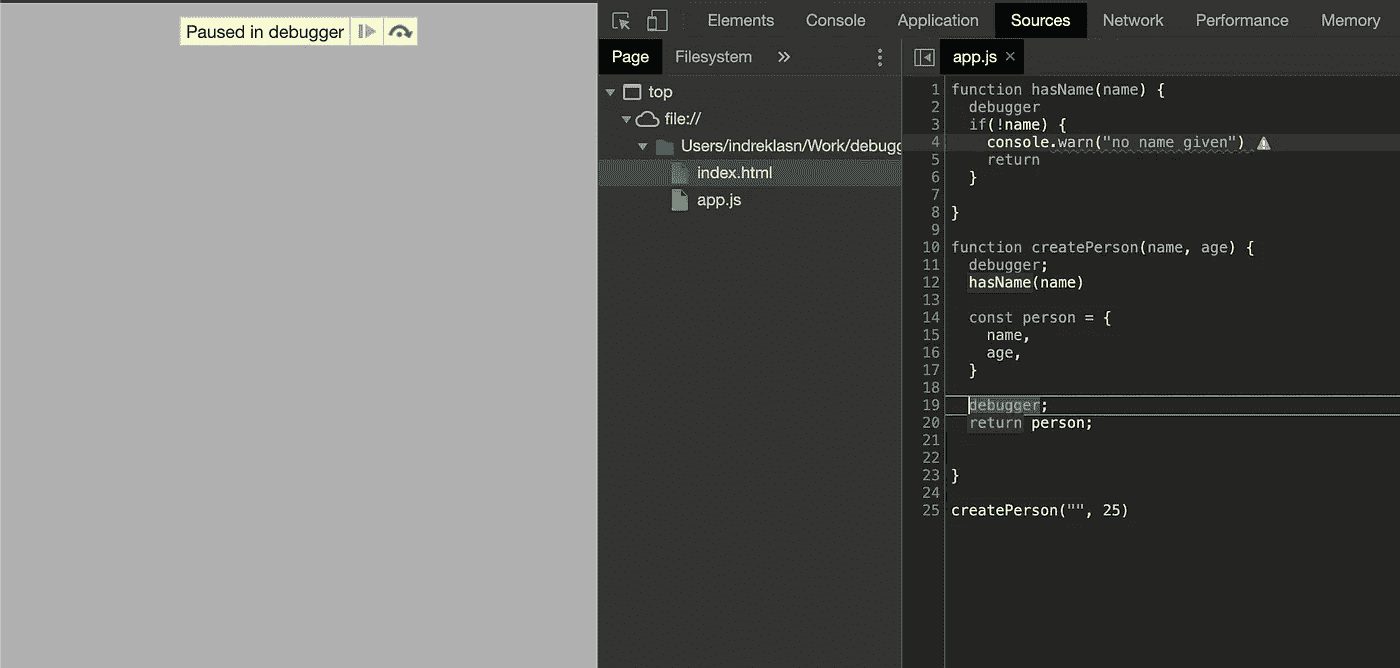 Paused in debugger
Elements Console Application Sources Network Performance Memory
Page Filesystem » app.js ×
top
file://
Users/indreklasn/Work/debugg
index.html
app.js
1 function hasName(name) {
2 debugger
3 if(!name) {
4 console.warn("no name given")
5 return
6 }
7
8 }
9
10 function createPerson(name, age) {
11 debugger;
12 hasName(name)
13
14 const person = {
15 name,
16 age,
17 }
18
19 debugger;
20 return person;
21
22
23 }
24
25 createPerson("", 25)